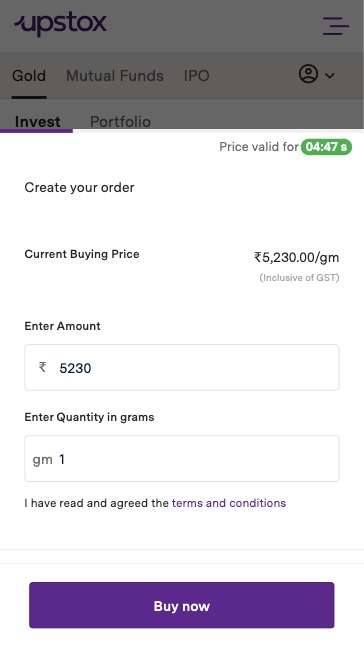 upstox
Gold Mutual Funds IPO
Invest Portfolio
Price valid for 04:47 s
Create your order
Current Buying Price ₹5,230.00/gm
(Inclusive of GST)
Enter Amount
₹ 5230
Enter Quantity in grams
gm 1
I have read and agreed the terms and conditions
Buy now